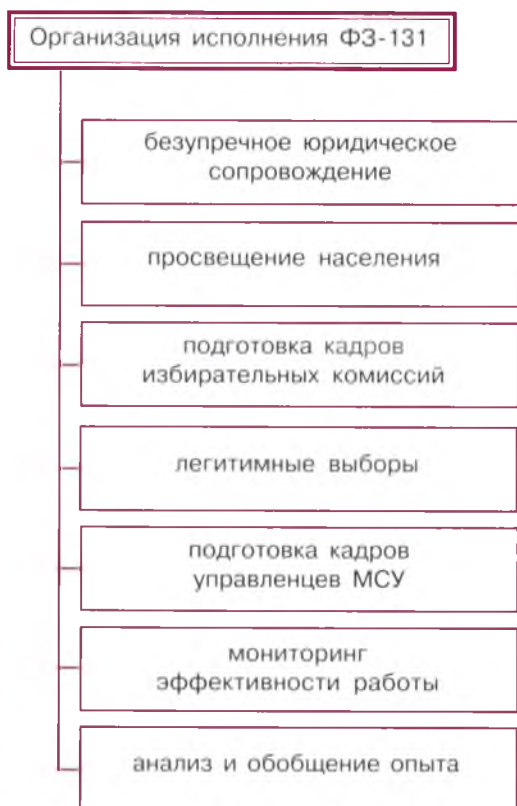 Организация исполнения ФЗ-131
безупречное юридическое
сопровождение
просвещение населения
подготовка кадров
избирательных комиссий
легитимные выборы
подготовка кадров
управленцев МСУ
мониторинг
эффективности работы
анализ и обобщение опыта